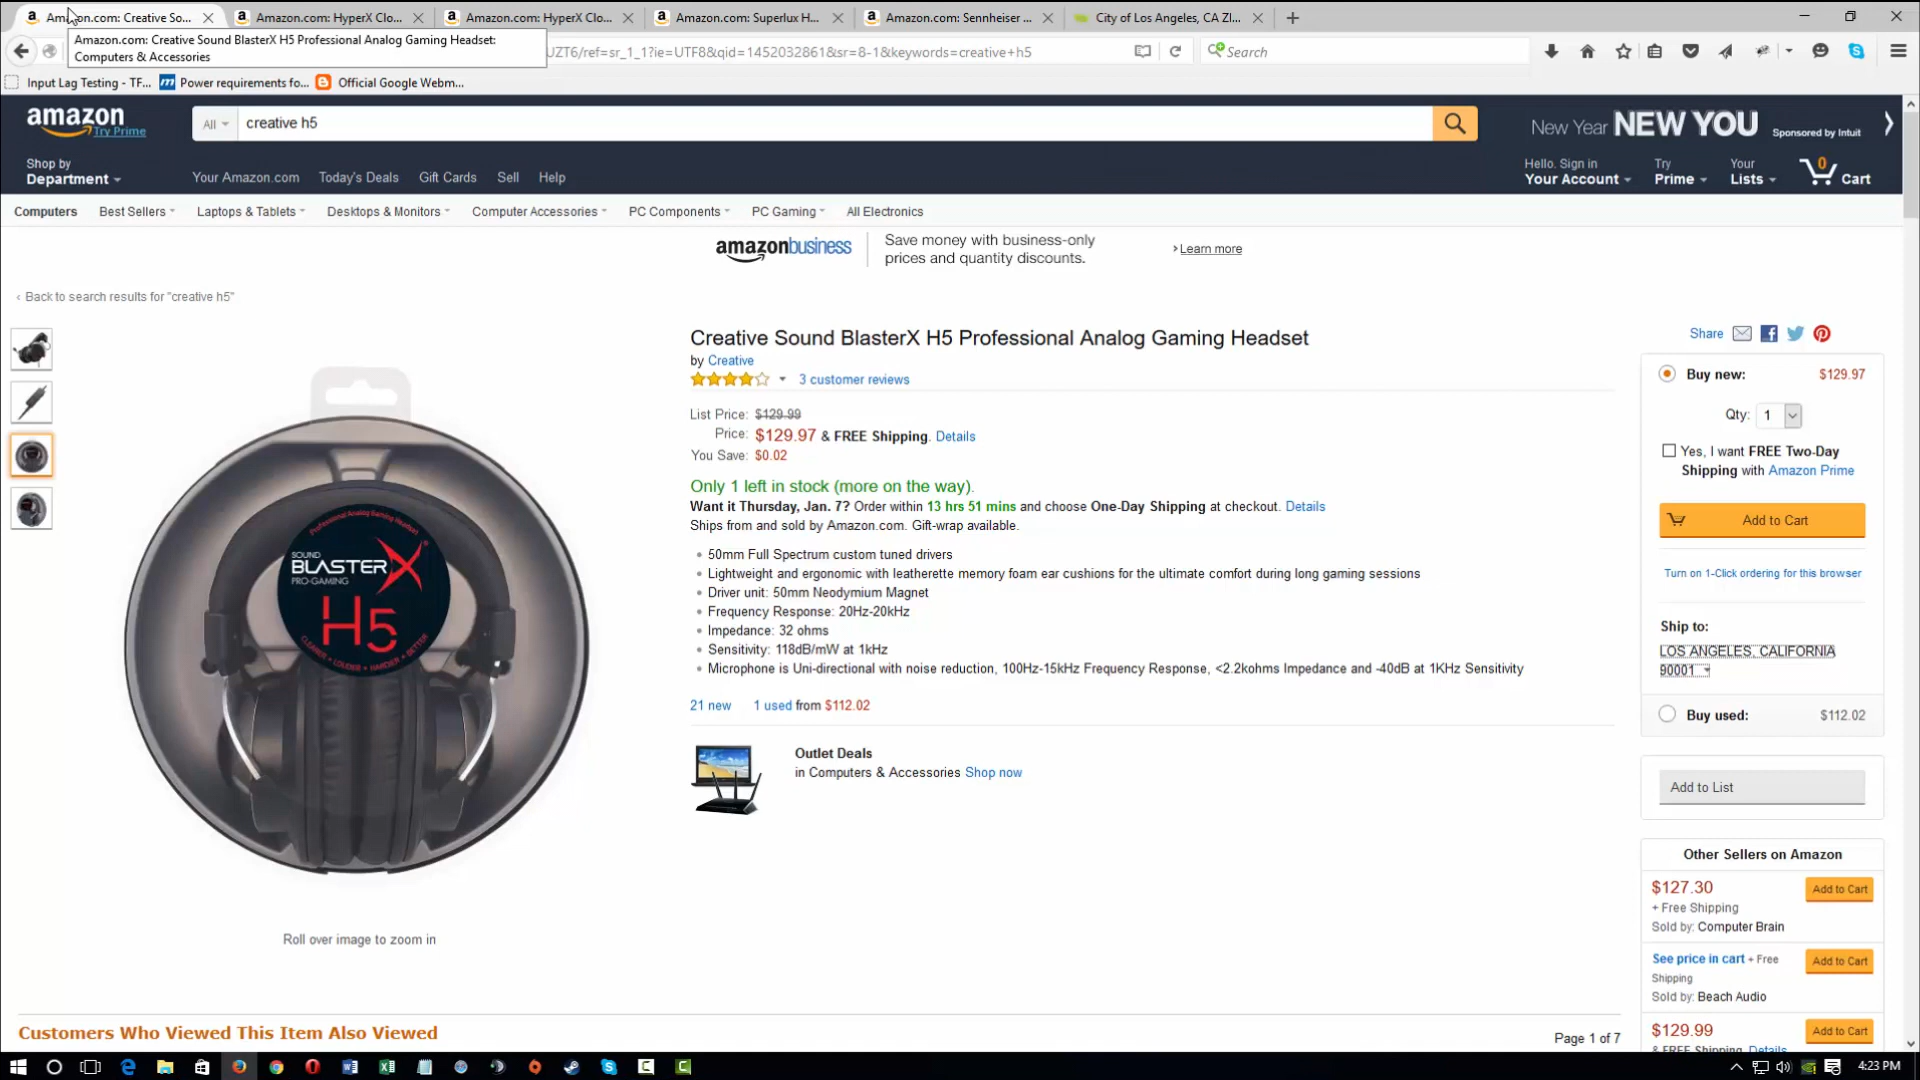 Amazon.com: Creative So...
Amazon.com: HyperX Clo...
Amazon.com: HyperX Clo...
Amazon.com: Superlux H...
Amazon.com: Sennheiser ...
City of Los Angeles, CA ZI...
Amazon.com: Creative Sound BlasterX H5 Professional Analog Gaming Headset:
Computers & Accessories
UZT6/ref=sr_1_1?ie=UTF8&qid=1452032861&sr=8-1&keywords=creative+h5
Search
Input Lag Testing - TF...
Power requirements fo...
Official Google Webm...
amazon
Try Prime
All
creative h5
New Year NEW YOU Sponsored by Intuit
Shop by
Department
Your Amazon.com
Today's Deals
Gift Cards
Sell
Help
Hello. Sign in
Your Account
Try
Prime
Your
Lists
0
Cart
Computers
Best Sellers
Laptops & Tablets
Desktops & Monitors
Computer Accessories
PC Components
PC Gaming
All Electronics
amazonbusiness
Save money with business-only
prices and quantity discounts.
› Learn more
‹ Back to search results for "creative h5"
Professional Analog Gaming Headset
SOUND
BLASTERX
PRO-GAMING
H5
CLEANER • LOUDER • HARDER • BETTER
Roll over image to zoom in
Creative Sound BlasterX H5 Professional Analog Gaming Headset
by Creative
3 customer reviews
List Price: $129.99
Price: $129.97 & FREE Shipping. Details
You Save: $0.02
Only 1 left in stock (more on the way).
Want it Thursday, Jan. 7? Order within 13 hrs 51 mins and choose One-Day Shipping at checkout. Details
Ships from and sold by Amazon.com. Gift-wrap available.
• 50mm Full Spectrum custom tuned drivers
• Lightweight and ergonomic with leatherette memory foam ear cushions for the ultimate comfort during long gaming sessions
• Driver unit: 50mm Neodymium Magnet
• Frequency Response: 20Hz-20kHz
• Impedance: 32 ohms
• Sensitivity: 118dB/mW at 1kHz
• Microphone is Uni-directional with noise reduction, 100Hz-15kHz Frequency Response, <2.2kohms Impedance and -40dB at 1KHz Sensitivity
21 new
1 used from $112.02
Outlet Deals
in Computers & Accessories Shop now
Share
Buy new: $129.97
Qty: 1
Yes, I want FREE Two-Day
Shipping with Amazon Prime
Add to Cart
Turn on 1-Click ordering for this browser
Ship to:
LOS ANGELES, CALIFORNIA
90001
Buy used: $112.02
Add to List
Other Sellers on Amazon
$127.30
Add to Cart
+ Free Shipping
Sold by: Computer Brain
See price in cart + Free
Shipping
Add to Cart
Sold by: Beach Audio
$129.99
Add to Cart
& FREE Shipping. Details
Customers Who Viewed This Item Also Viewed
Page 1 of 7
4:23 PM